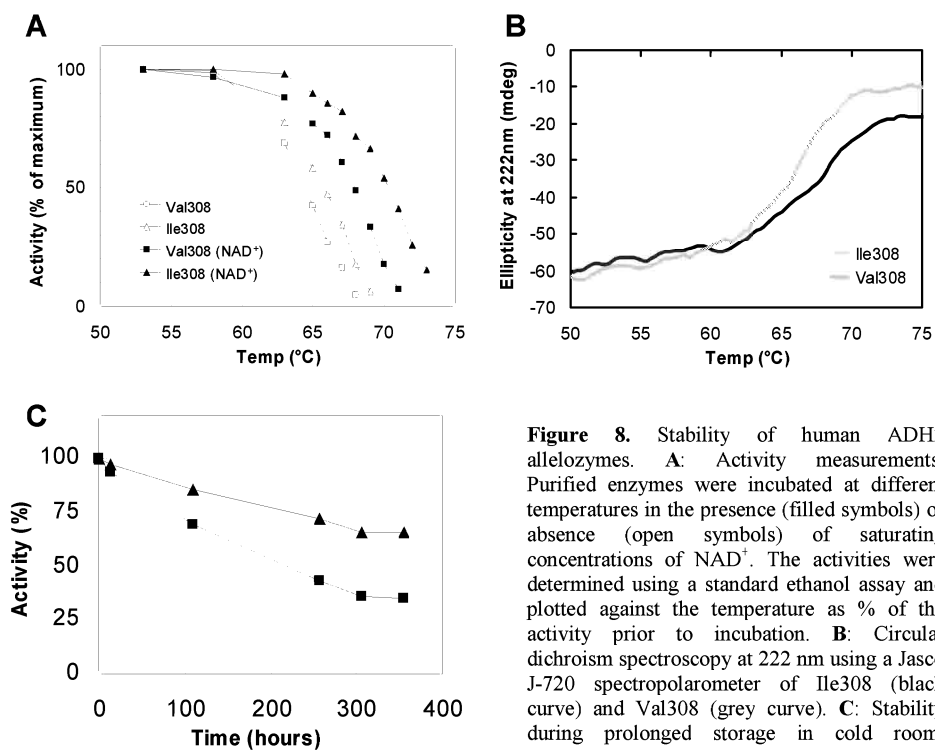 A
100
50
0
Activity (% of maximum)
Val308
Ile308
Val308 (NAD⁺)
Ile308 (NAD⁺)
50 55 60 65 70 75
Temp (°C)
B
0
-10
-20
-30
-40
-50
-60
-70
Ellipticity at 222nm (mdeg)
Ile308
Val308
50 55 60 65 70 75
Temp (°C)
C
100
75
50
25
0
Activity (%)
0 100 200 300 400
Time (hours)
Figure 8. Stability of human
allelozymes. A: Activity measurements
Purified enzymes were incubated at differen
temperatures in the presence (filled symbols) o
absence (open symbols) of saturatin
concentrations of NAD⁺. The activities wer
determined using a standard ethanol assay an
plotted against the temperature as % of th
activity prior to incubation. B: Circula
dichroism spectroscopy at 222 nm using a Jasc
J-720 spectropolarometer of Ile308 (blac
curve) and Val308 (grey curve). C: Stabilit
during prolonged storage in cold room